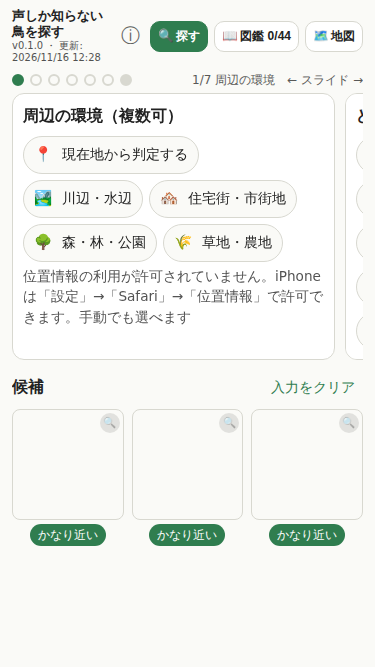 声しか知らない
鳥を探す
v0.1.0 ・ 更新:
2026/11/16 12:28
ⓘ
🔍 探す
📖 図鑑 0/44
🗺️ 地図
1/7 周辺の環境 ← スライド →
周辺の環境（複数可）
📍 現在地から判定する
🏞️ 川辺・水辺
🏘️ 住宅街・市街地
🌳 森・林・公園
🌾 草地・農地
位置情報の利用が許可されていません。iPhone
は「設定」→「Safari」→「位置情報」で許可で
きます。手動でも選べます
候補
入力をクリア
かなり近い
かなり近い
かなり近い